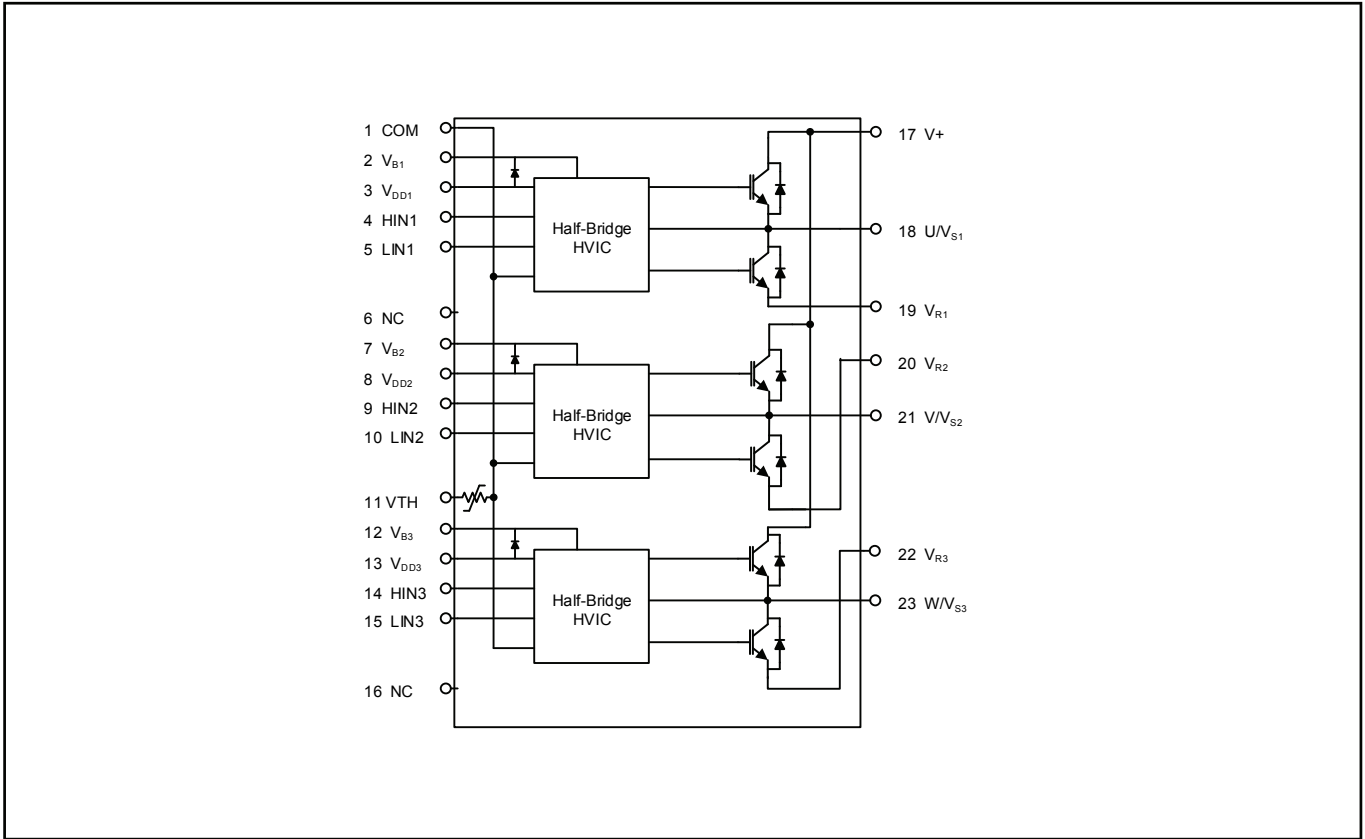 1 COM
2 VB1
3 VDD1
4 HIN1
5 LIN1
6 NC
7 VB2
8 VDD2
9 HIN2
10 LIN2
11 VTH
12 VB3
13 VDD3
14 HIN3
15 LIN3
16 NC
Half-Bridge
HVIC
Half-Bridge
HVIC
Half-Bridge
HVIC
17 V+
18 U/VS1
19 VR1
20 VR2
21 V/VS2
22 VR3
23 W/VS3